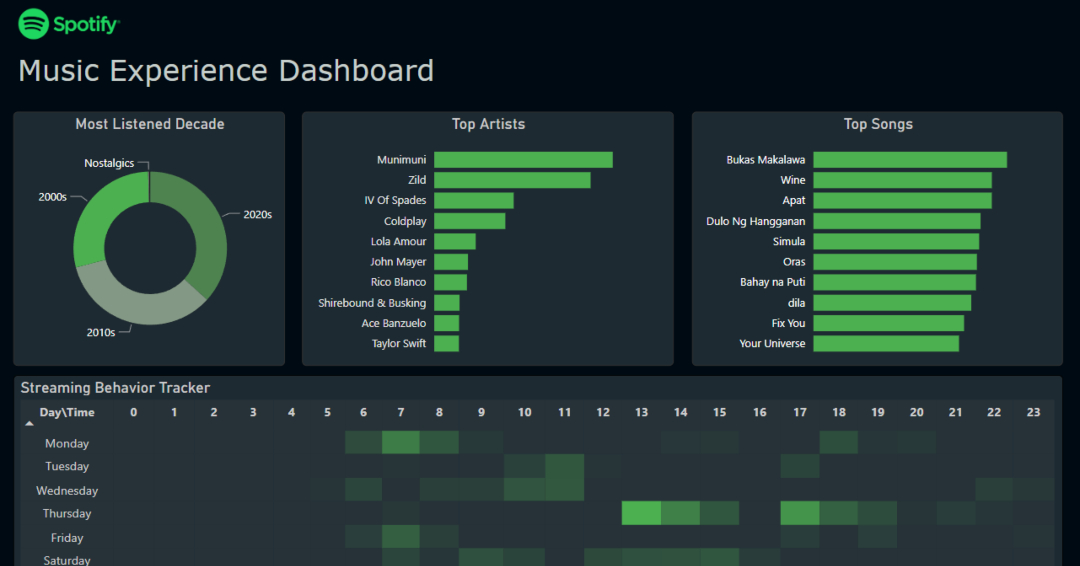 Spotify
Music Experience Dashboard
Most Listened Decade
Nostalgics
2000s
2020s
2010s
Top Artists
Munimuni
Zild
IV Of Spades
Coldplay
Lola Amour
John Mayer
Rico Blanco
Shirebound & Busking
Ace Banzuelo
Taylor Swift
Top Songs
Bukas Makalawa
Wine
Apat
Dulo Ng Hangganan
Simula
Oras
Bahay na Puti
dila
Fix You
Your Universe
Streaming Behavior Tracker
Day\Time 0 1 2 3 4 5 6 7 8 9 10 11 12 13 14 15 16 17 18 19 20 21 22 23
Monday
Tuesday
Wednesday
Thursday
Friday
Saturday